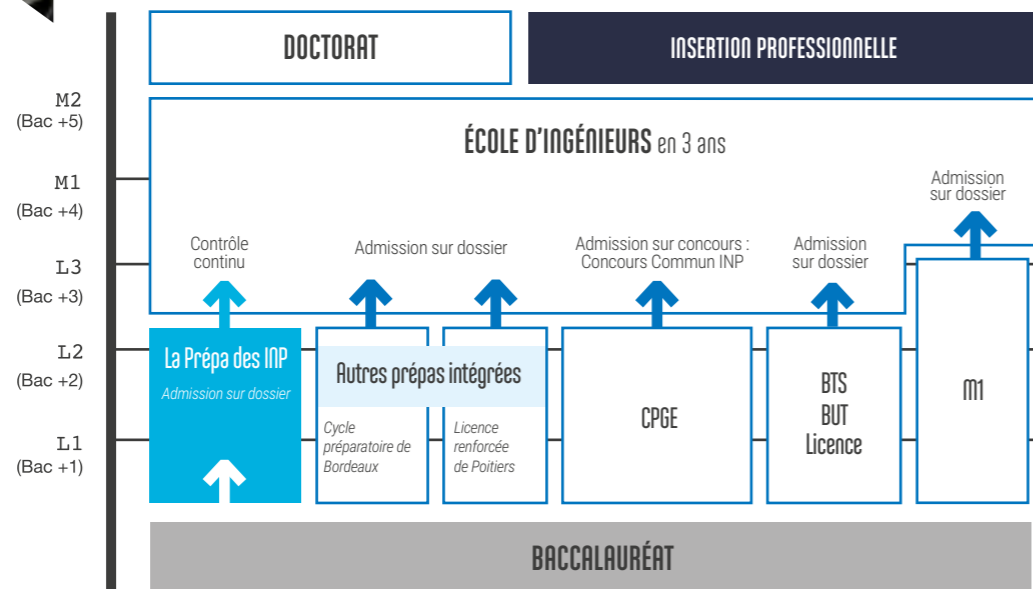 DOCTORAT
INSERTION PROFESSIONNELLE
M2
(Bac +5)
ÉCOLE D'INGÉNIEURS en 3 ans
M1
(Bac +4)
Admission
sur dossier
Contrôle
continu
Admission sur dossier
Admission sur concours :
Concours Commun INP
Admission
sur dossier
L3
(Bac +3)
L2
(Bac +2)
La Prépa des INP
Admission sur dossier
Autres prépas intégrées
Cycle
préparatoire de
Bordeaux
Licence
renforcée
de Poitiers
CPGE
BTS
BUT
Licence
M1
L1
(Bac +1)
BACCALAURÉAT